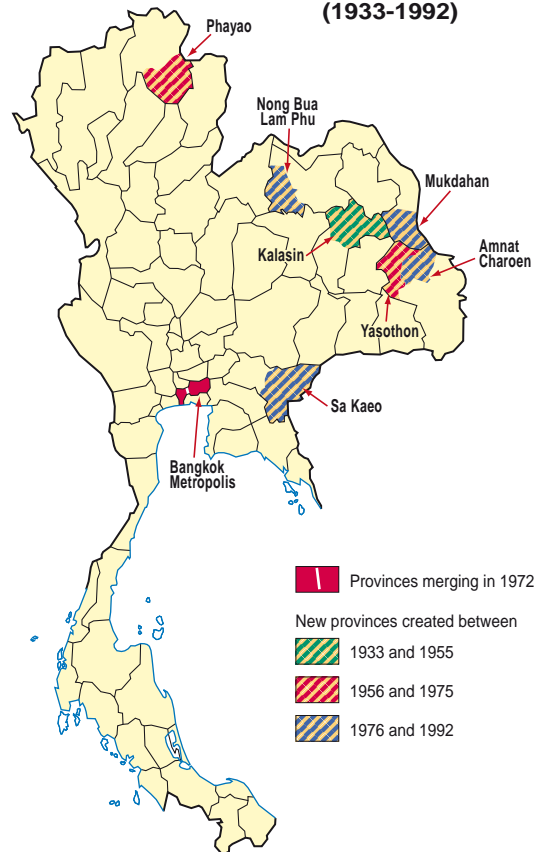 (1933-1992)
Phayao
Nong Bua
Lam Phu
Mukdahan
Kalasin
Amnat
Charoen
Yasothon
Sa Kaeo
Bangkok
Metropolis
Provinces merging in 1972
New provinces created between
1933 and 1955
1956 and 1975
1976 and 1992